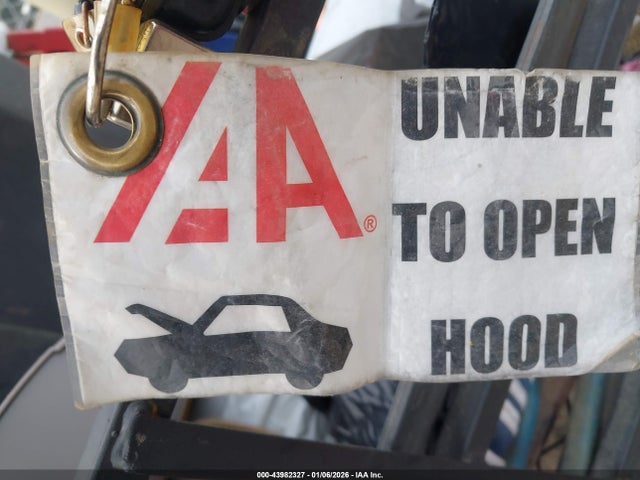 IAA®
UNABLE
TO OPEN
HOOD
000-43982327 - 01/06/2026 - IAA Inc.